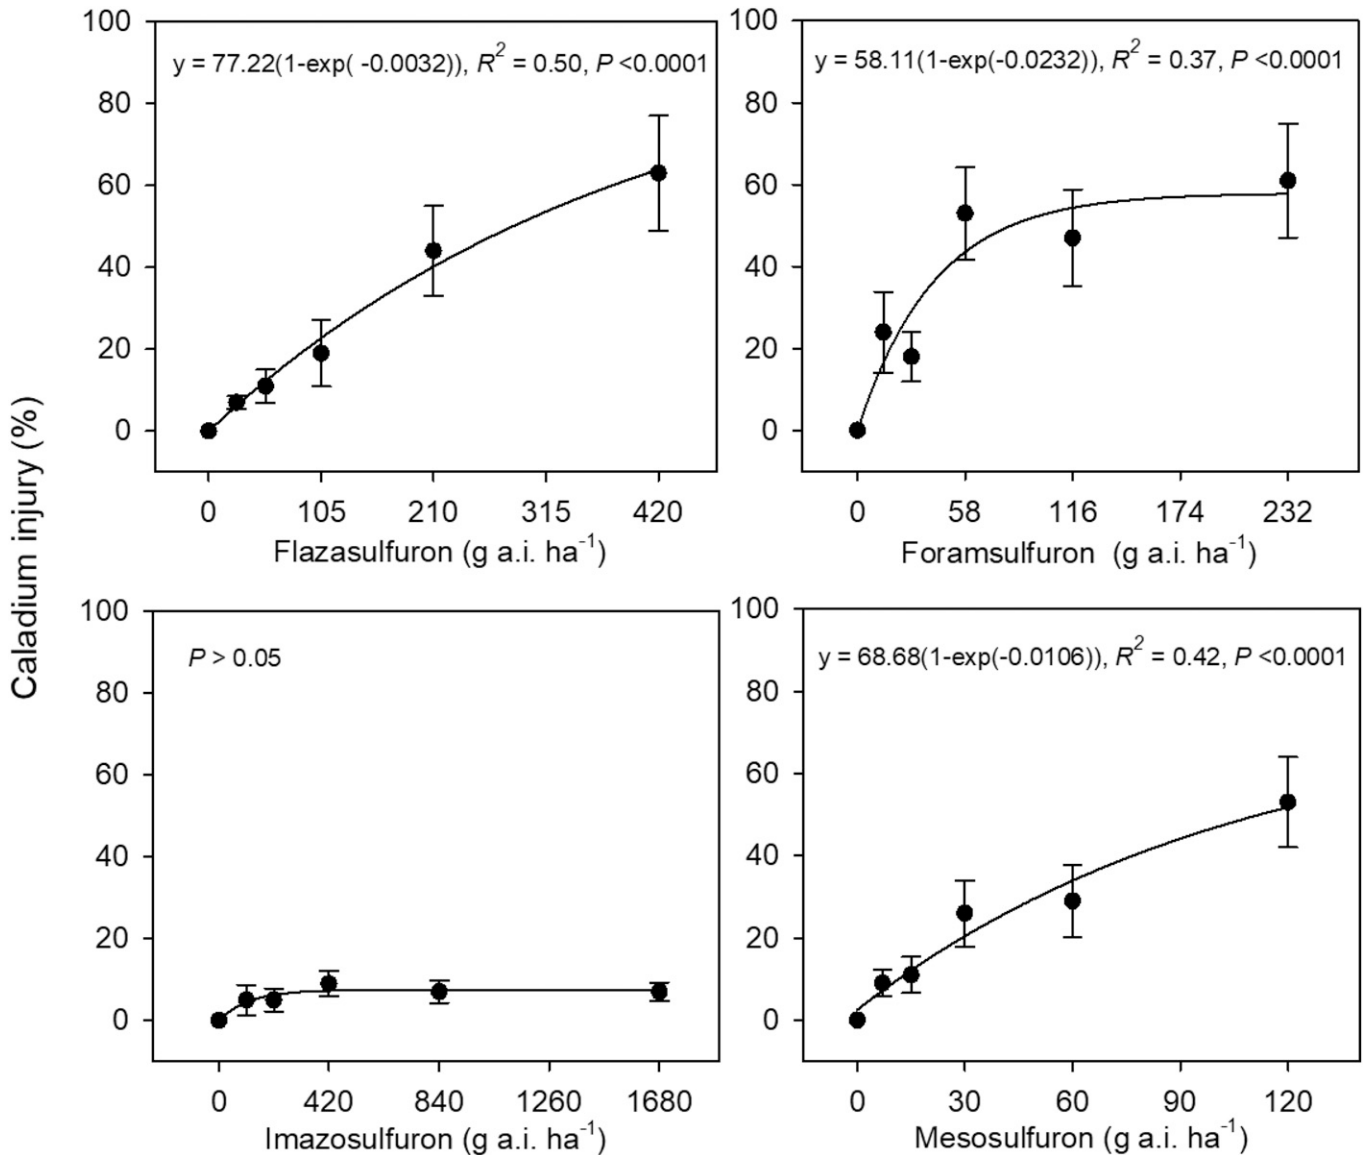 Caladium injury (%)
y = 77.22(1-exp( -0.0032)), R² = 0.50, P <0.0001
100
80
60
40
20
0
0 105 210 315 420
Flazasulfuron (g a.i. ha⁻¹)
y = 58.11(1-exp(-0.0232)), R² = 0.37, P <0.0001
100
80
60
40
20
0
0 58 116 174 232
Foramsulfuron (g a.i. ha⁻¹)
P > 0.05
100
80
60
40
20
0
0 420 840 1260 1680
Imazosulfuron (g a.i. ha⁻¹)
y = 68.68(1-exp(-0.0106)), R² = 0.42, P <0.0001
100
80
60
40
20
0
0 30 60 90 120
Mesosulfuron (g a.i. ha⁻¹)